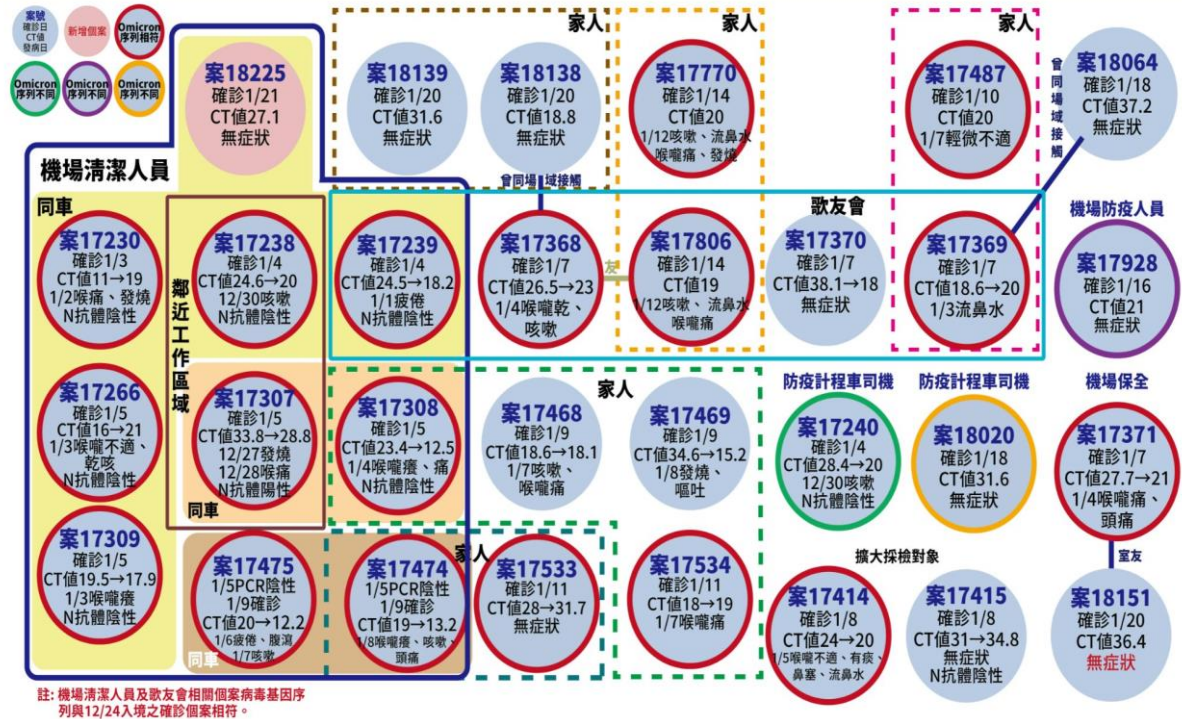 案號
確診日
CT值
發病日
新增個案
Omicron
序列相符
Omicron
序列不同
Omicron
序列不同
Omicron
序列不同
機場清潔人員
案18225
確診1/21
CT值27.1
無症狀
家人
案18139
確診1/20
CT值31.6
無症狀
案18138
確診1/20
CT值18.8
無症狀
家人
案17770
確診1/14
CT值20
1/12咳嗽、流鼻水
喉嚨痛、發燒
家人
案17487
確診1/10
CT值20
1/7輕微不適
曾同場域接觸
案18064
確診1/18
CT值37.2
無症狀
同車
案17230
確診1/3
CT值11→19
1/2喉痛、發燒
N抗體陰性
鄰近工作區域
案17238
確診1/4
CT值24.6→20
12/30咳嗽
N抗體陰性
案17239
確診1/4
CT值24.5→18.2
1/1疲倦
N抗體陰性
曾同場域接觸
歌友會
案17368
確診1/7
CT值26.5→23
1/4喉嚨乾、
咳嗽
友
案17806
確診1/14
CT值19
1/12咳嗽、流鼻水
喉嚨痛
案17370
確診1/7
CT值38.1→18
無症狀
案17369
確診1/7
CT值18.6→20
1/3流鼻水
機場防疫人員
案17928
確診1/16
CT值21
無症狀
案17266
確診1/5
CT值16→21
1/3喉嚨不適、
乾咳
N抗體陰性
案17307
確診1/5
CT值33.8→28.8
12/27發燒
12/28喉痛
N抗體陽性
同車
案17308
確診1/5
CT值23.4→12.5
1/4喉嚨癢、痛
N抗體陰性
家人
案17468
確診1/9
CT值18.6→18.1
1/7咳嗽、
喉嚨痛
案17469
確診1/9
CT值34.6→15.2
1/8發燒、
嘔吐
防疫計程車司機
案17240
確診1/4
CT值28.4→20
12/30咳嗽
N抗體陰性
防疫計程車司機
案18020
確診1/18
CT值31.6
無症狀
機場保全
案17371
確診1/7
CT值27.7→21
1/4喉嚨痛、
頭痛
案17309
確診1/5
CT值19.5→17.9
1/3喉嚨癢
N抗體陰性
案17475
1/5PCR陰性
1/9確診
CT值20→12.2
1/6疲倦、腹瀉
1/7咳嗽
同車
案17474
1/5PCR陰性
1/9確診
CT值19→13.2
1/8喉嚨癢、咳嗽、
頭痛
家人
案17533
確診1/11
CT值28→31.7
無症狀
案17534
確診1/11
CT值18→19
1/7喉嚨痛
擴大採檢對象
案17414
確診1/8
CT值24→20
1/5喉嚨不適、有痰、
鼻塞、流鼻水
案17415
確診1/8
CT值31→34.8
無症狀
N抗體陰性
室友
案18151
確診1/20
CT值36.4
無症狀
註: 機場清潔人員及歌友會相關個案病毒基因序
列與12/24入境之確診個案相符。